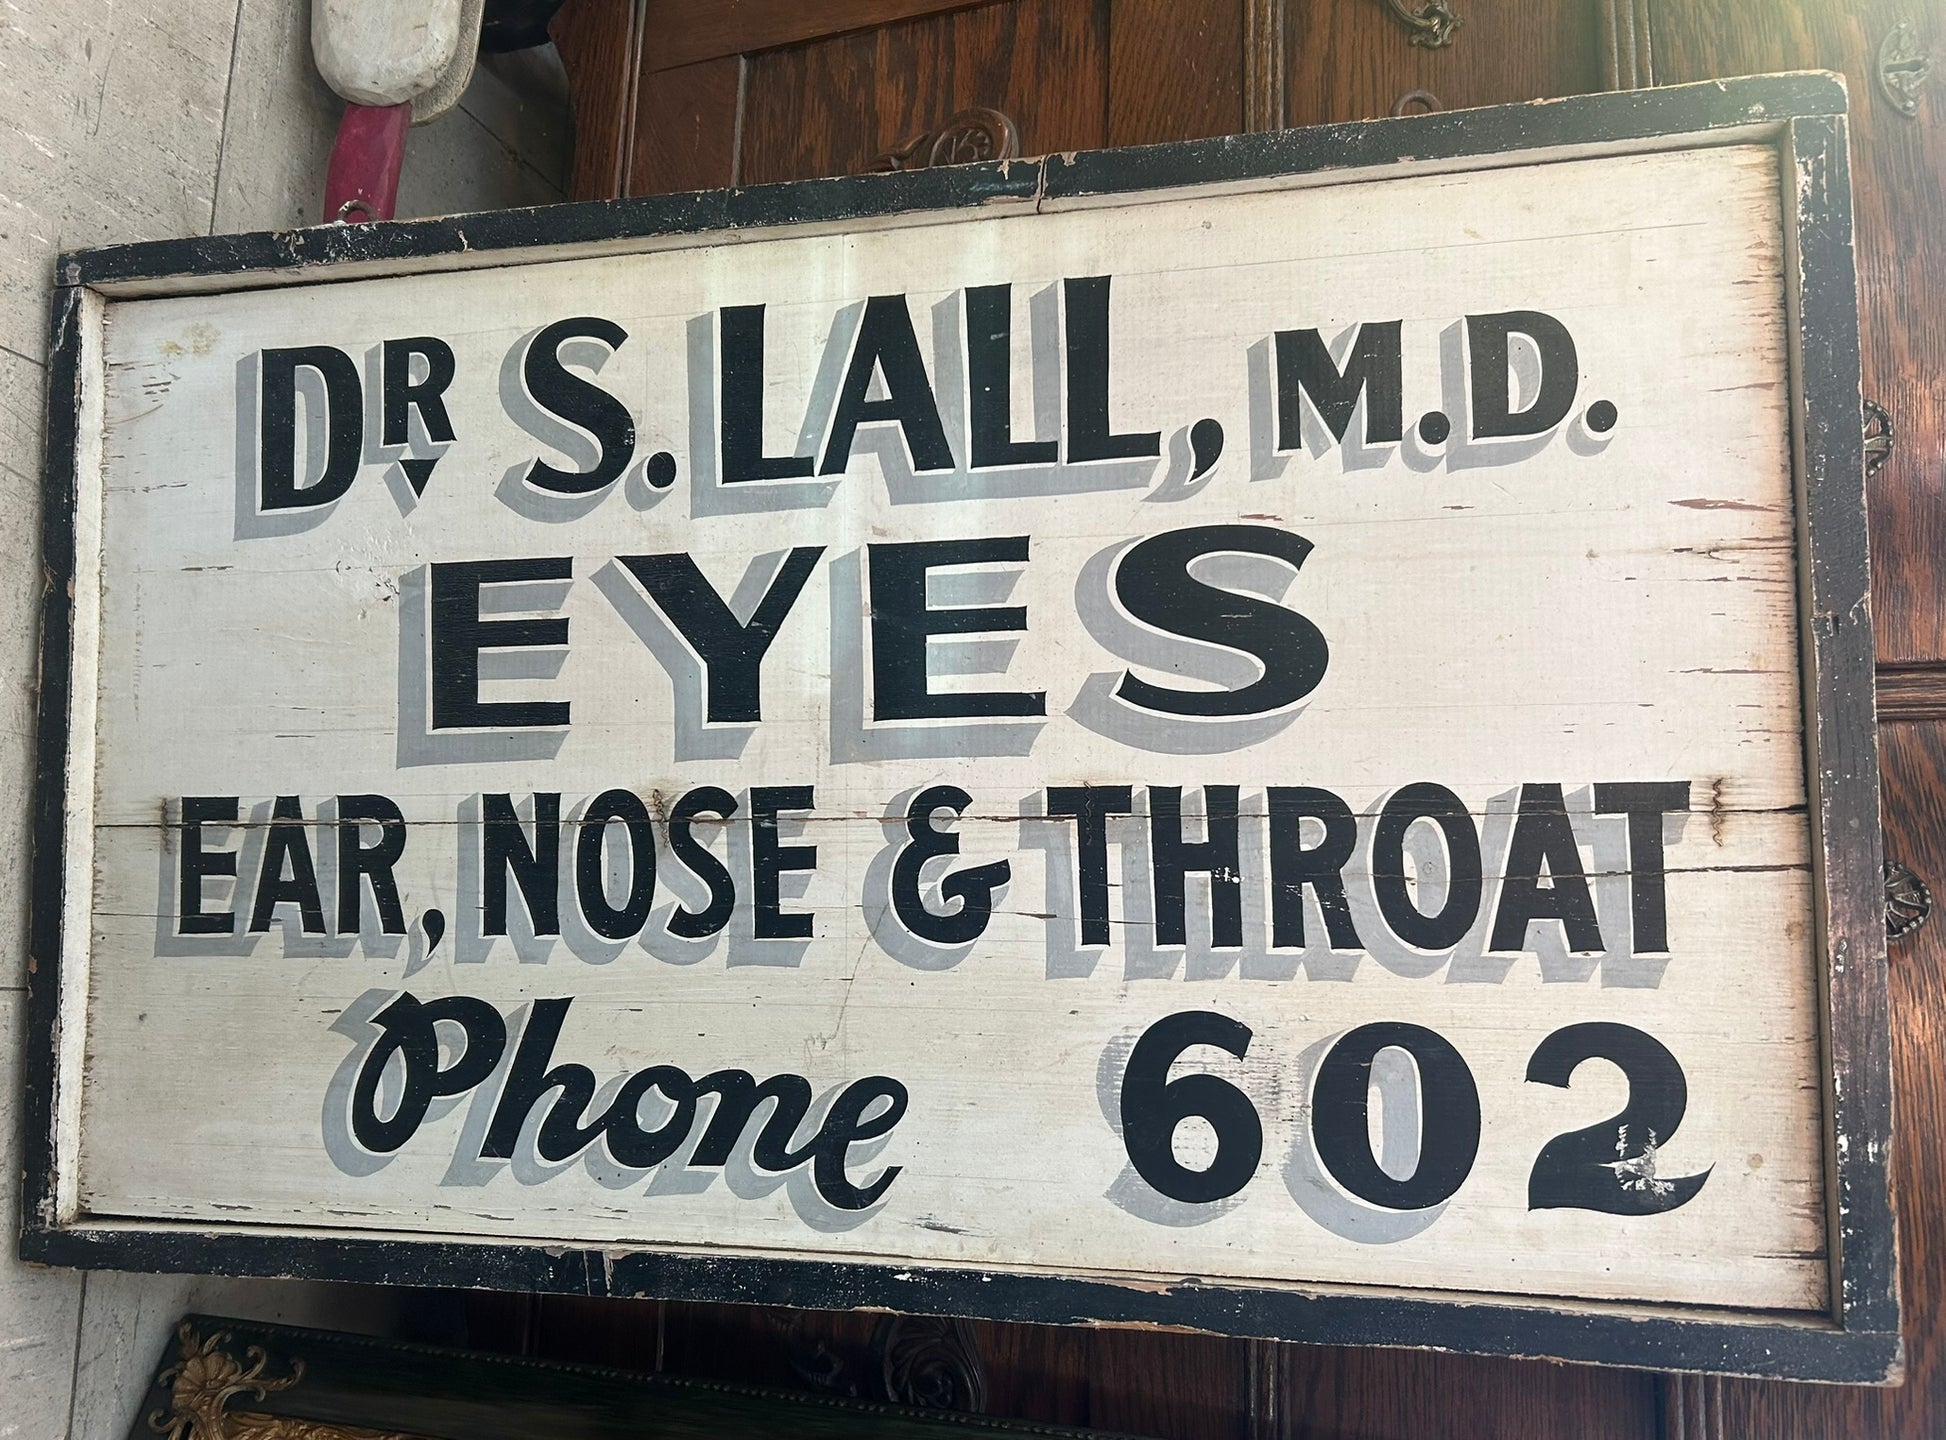 DR S. LALL, M.D.
EYES
EAR, NOSE & THROAT
Phone 602